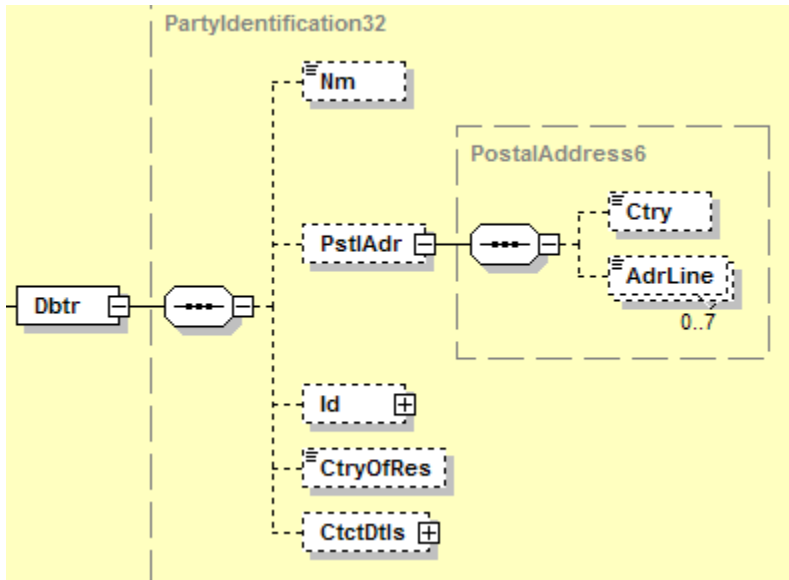 PartyIdentification32
Nm
PostalAddress6
Ctry
PstlAdr
AdrLine
0..7
Dbtr
Id
CtryOfRes
CtctDtls